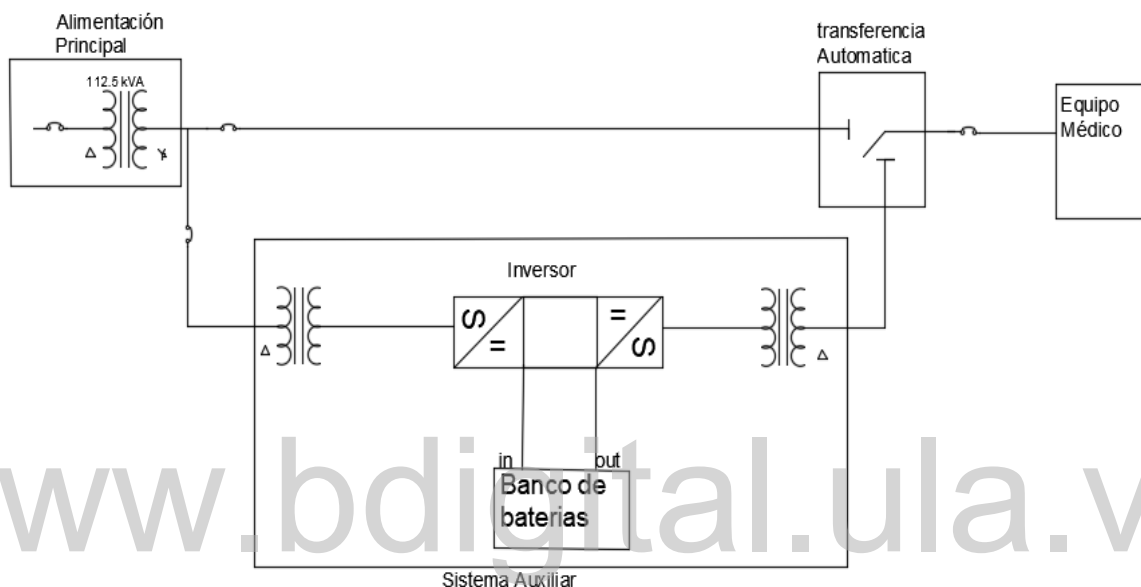 Alimentación
Principal
112.5 kVA
Δ
transferencia
Automatica
Equipo
Médico
Inversor
S
=
=
S
Δ
Δ
in
out
Banco de
baterias
Sistema Auxiliar
www.bdigital.ula.v